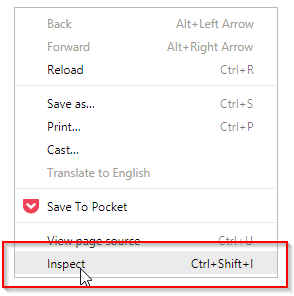 Back Alt+Left Arrow
Forward Alt+Right Arrow
Reload Ctrl+R
Save as... Ctrl+S
Print... Ctrl+P
Cast...
Translate to English
Save To Pocket
View page source Ctrl+U
Inspect Ctrl+Shift+I